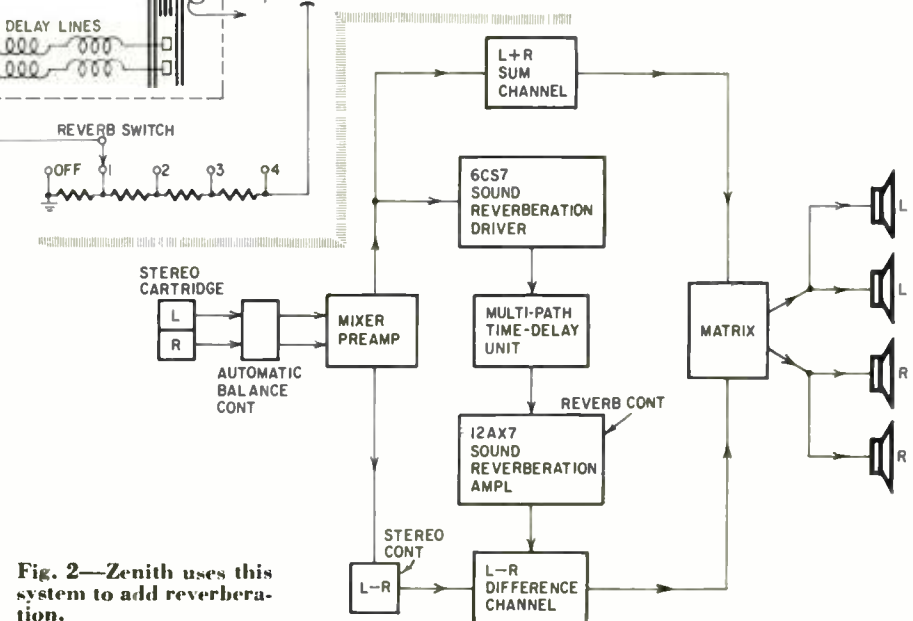 DELAY LINES
REVERB SWITCH
OFF 1 2 3 4
L+R
SUM
CHANNEL
6CS7
SOUND
REVERBERATION
DRIVER
STEREO
CARTRIDGE
L
R
AUTOMATIC
BALANCE
CONT
MIXER
PREAMP
MULTI-PATH
TIME-DELAY
UNIT
REVERB CONT
12AX7
SOUND
REVERBERATION
AMPL
STEREO
CONT
L-R
L-R
DIFFERENCE
CHANNEL
MATRIX
L
L
R
R
Fig. 2—Zenith uses this
system to add reverbera-
tion.